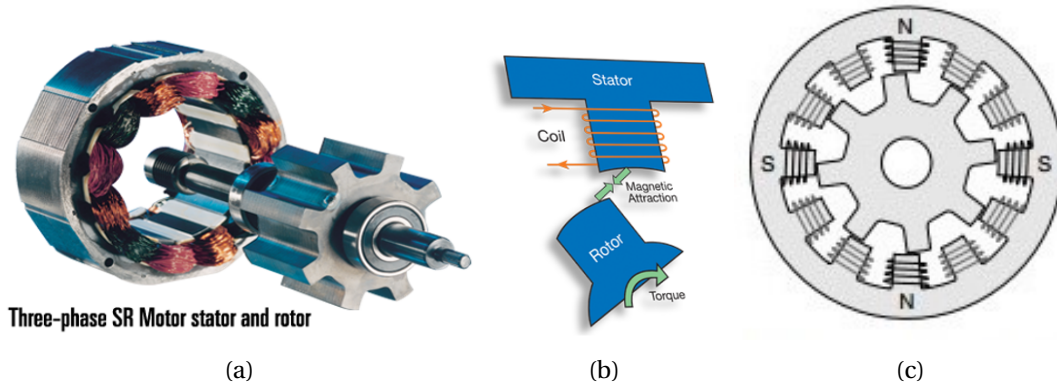 Three-phase SR Motor stator and rotor
(a)
Stator
Coil
Magnetic
Attraction
Rotor
Torque
(b)
N
S
S
N
(c)